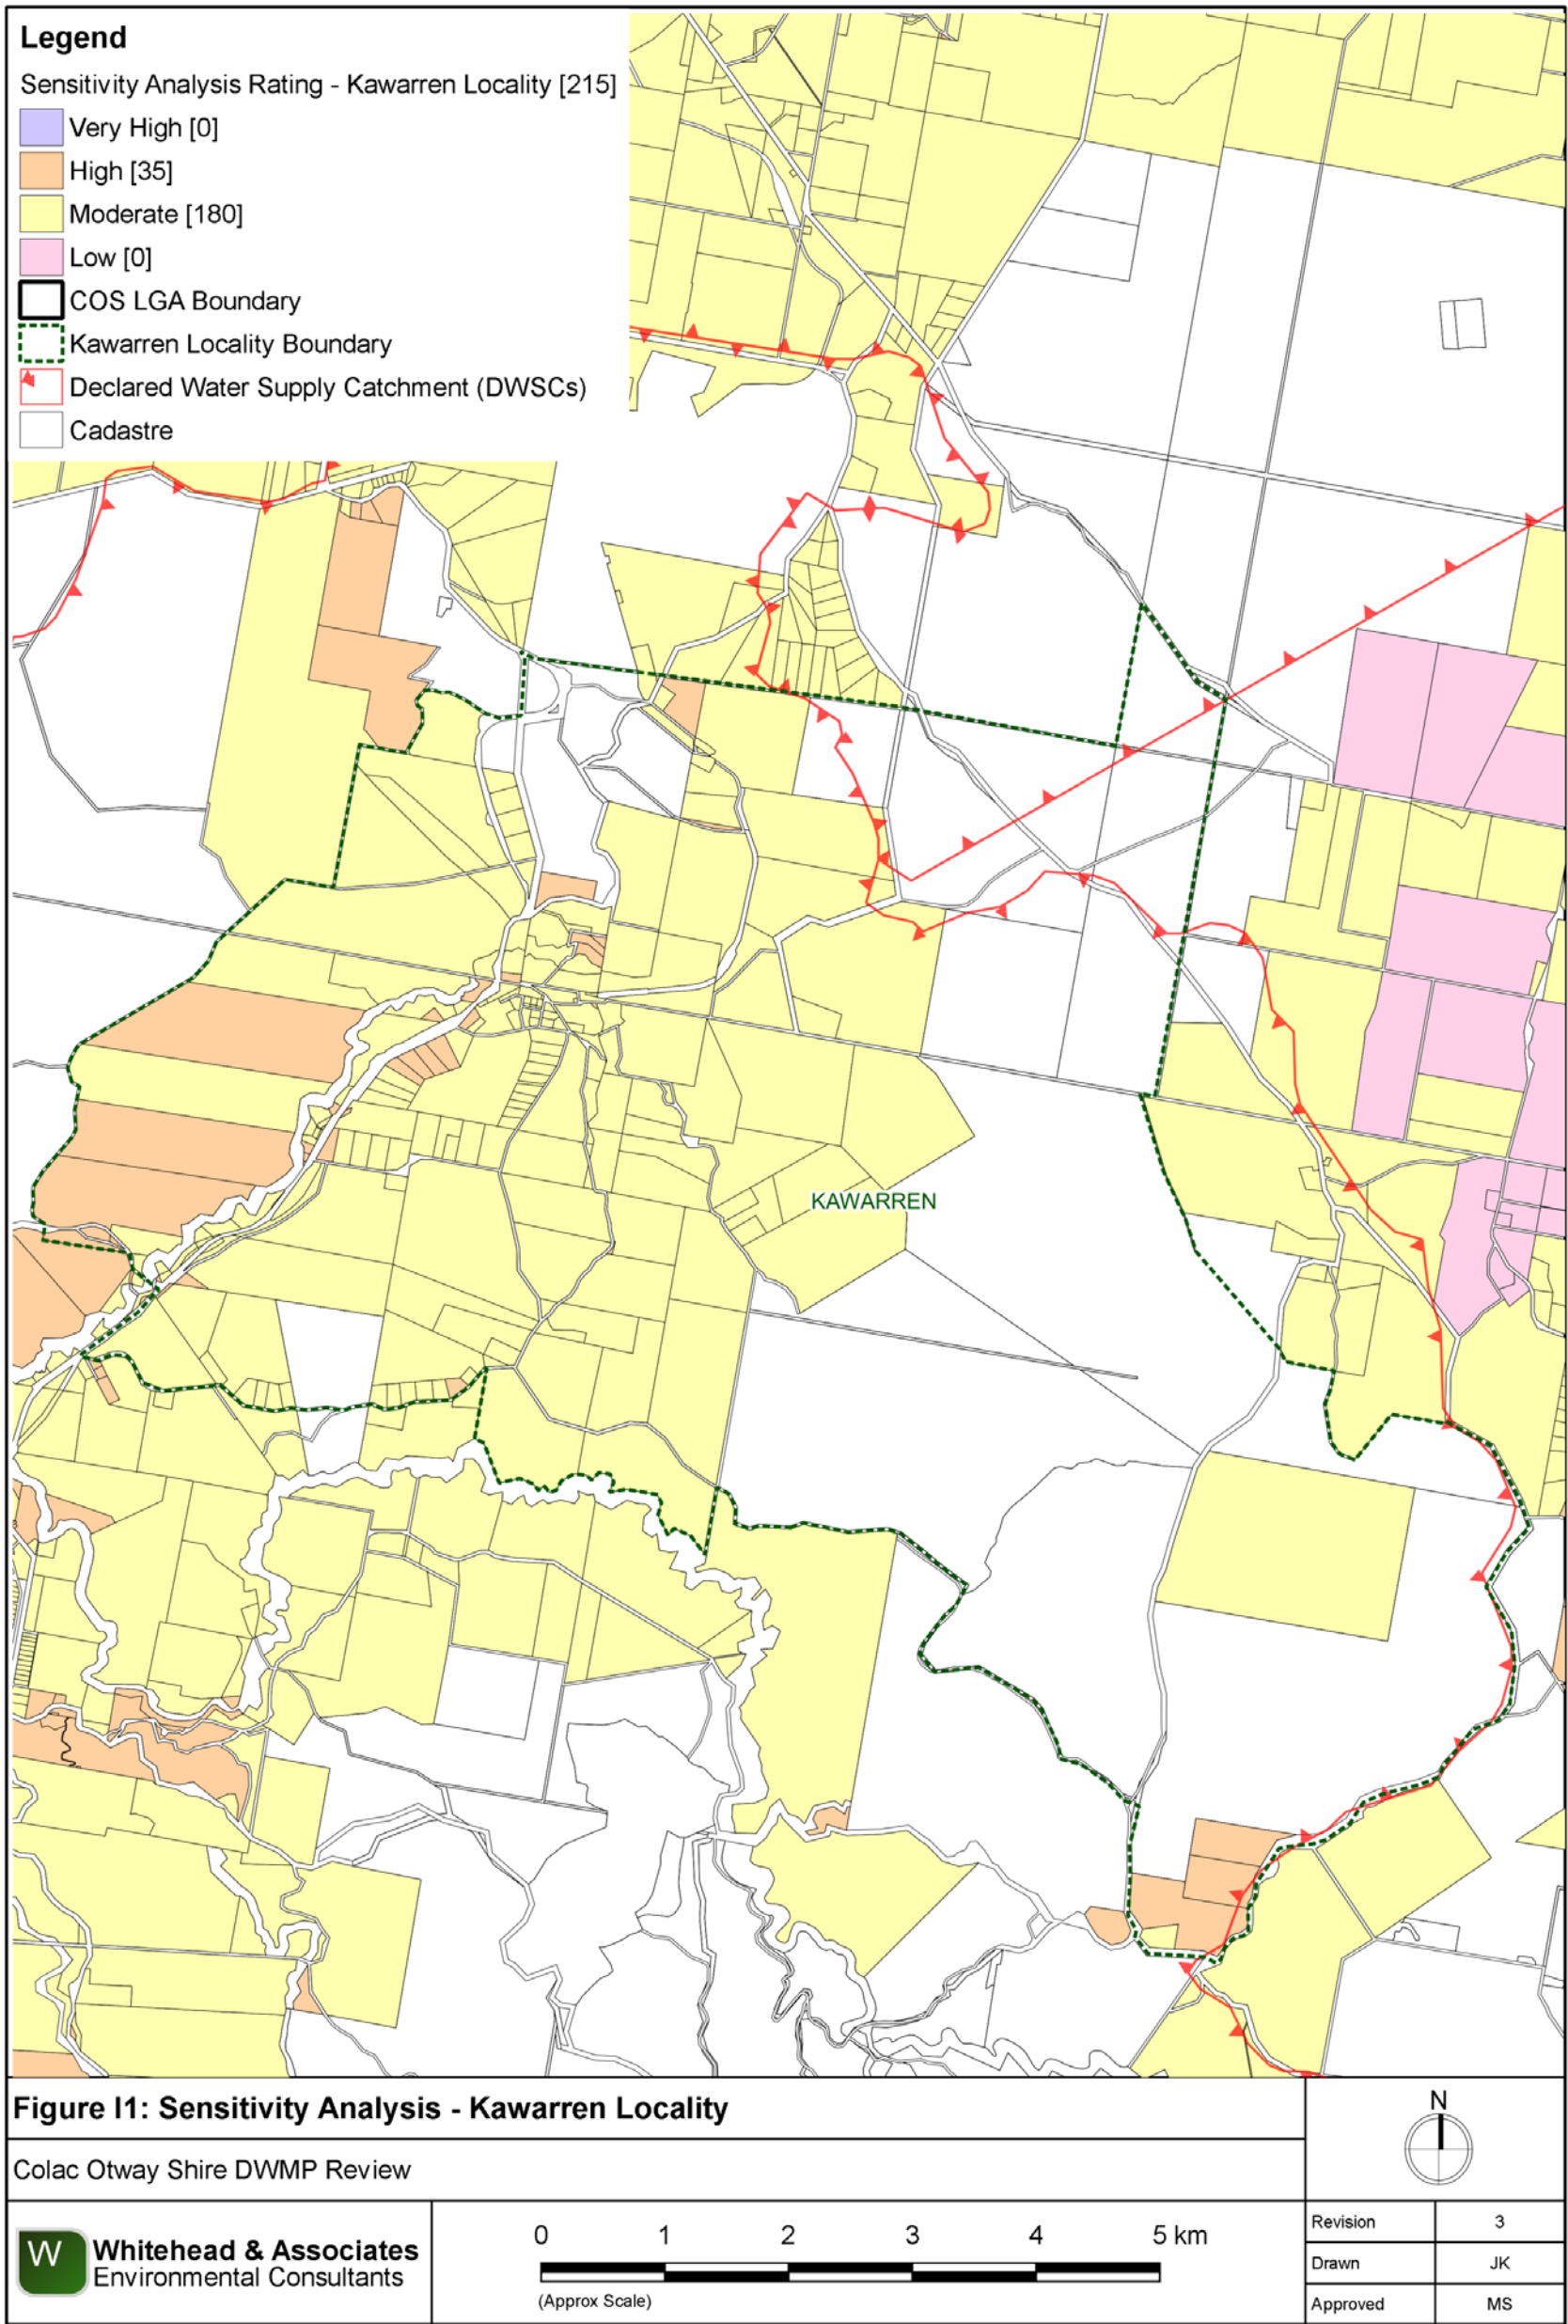 Legend
Sensitivity Analysis Rating - Kawarren Locality [215]
Very High [0]
High [35]
Moderate [180]
Low [0]
COS LGA Boundary
Kawarren Locality Boundary
Declared Water Supply Catchment (DWSCs)
Cadastre
KAWARREN
Figure I1: Sensitivity Analysis - Kawarren Locality
N
Colac Otway Shire DWMP Review
W
Whitehead & Associates
Environmental Consultants
0 1 2 3 4 5 km
(Approx Scale)
Revision 3
Drawn JK
Approved MS